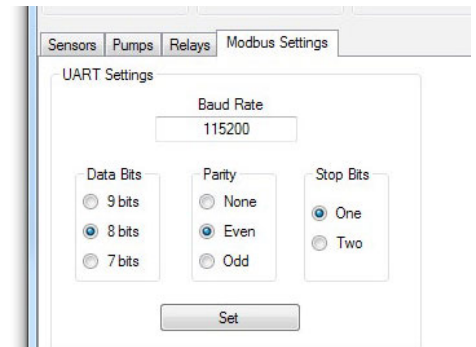 Sensors Pumps Relays Modbus Settings
UART Settings
Baud Rate
115200
Data Bits
9 bits
8 bits
7 bits
Parity
None
Even
Odd
Stop Bits
One
Two
Set